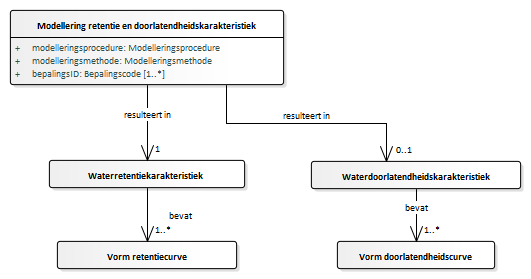 Modellering retentie en doorlatendheidskarakteristiek
+ modelleringsprocedure: Modelleringsprocedure
+ modelleringsmethode: Modelleringsmethode
+ bepalingsID: Bepalingscode [1..*]
resulteert in
resulteert in
1
0..1
Waterretentiekarakteristiek
Waterdoorlatendheidskarakteristiek
bevat
bevat
1..*
1..*
Vorm retentiecurve
Vorm doorlatendheidscurve